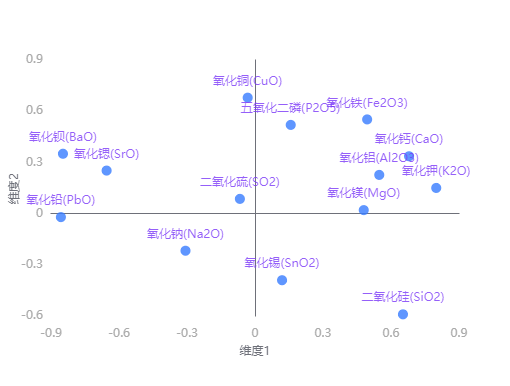 0.9
氧化铜(CuO)
五氧化二磷(P2O5)
氧化铁(Fe2O3)
0.6
氧化钡(BaO)
氧化钙(CaO)
氧化锶(SrO)
氧化铝(Al2O3)
0.3
氧化钾(K2O)
二氧化硫(SO2)
氧化镁(MgO)
氧化铅(PbO)
维度2
0
氧化钠(Na2O)
-0.3
氧化锡(SnO2)
二氧化硅(SiO2)
-0.6
-0.9 -0.6 -0.3 0 0.3 0.6 0.9
维度1